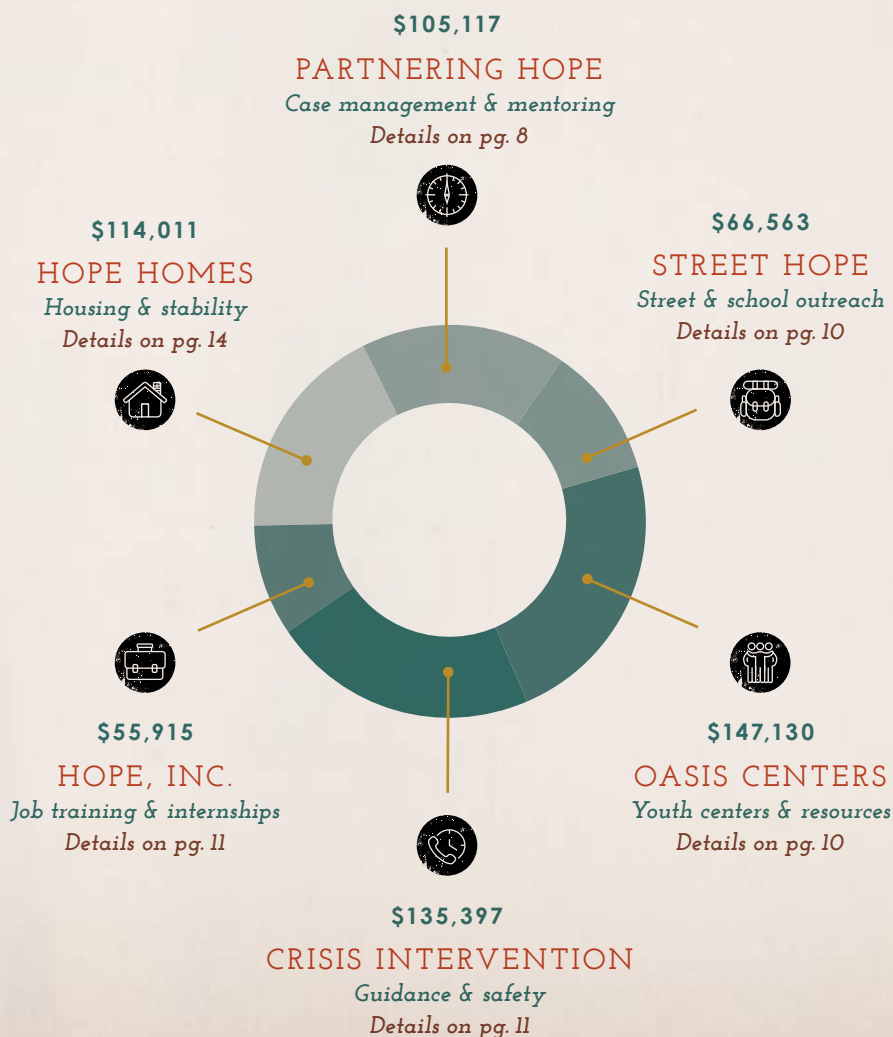 $105,117
PARTNERING HOPE
Case management & mentoring
Details on pg. 8
$114,011
HOPE HOMES
Housing & stability
Details on pg. 14
$66,563
STREET HOPE
Street & school outreach
Details on pg. 10
$55,915
HOPE, INC.
Job training & internships
Details on pg. 11
$147,130
OASIS CENTERS
Youth centers & resources
Details on pg. 10
$135,397
CRISIS INTERVENTION
Guidance & safety
Details on pg. 11